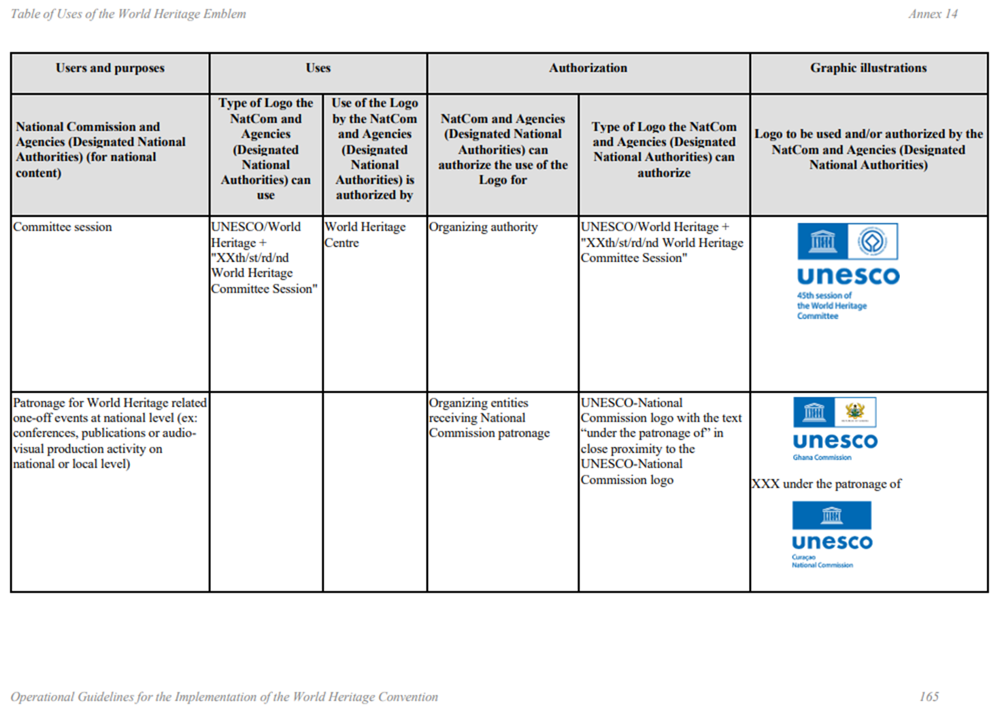 Table of Uses of the World Heritage Emblem
Annex 14
Users and purposes
Uses
Authorization
Graphic illustrations
National Commission and
Agencies (Designated National
Authorities) (for national
content)
Type of Logo the
NatCom and
Agencies
(Designated
National
Authorities) can
use
Use of the Logo
by the NatCom
and Agencies
(Designated
National
Authorities) is
authorized by
NatCom and Agencies
(Designated National
Authorities) can
authorize the use of the
Logo for
Type of Logo the NatCom
and Agencies (Designated
National Authorities) can
authorize
Logo to be used and/or authorized by the
NatCom and Agencies (Designated
National Authorities)
Committee session
UNESCO/World
Heritage +
"XXth/st/rd/nd
World Heritage
Committee Session"
World Heritage
Centre
Organizing authority
UNESCO/World Heritage +
"XXth/st/rd/nd World Heritage
Committee Session"
unesco
45th session of
the World Heritage
Committee
Patronage for World Heritage related
one-off events at national level (ex:
conferences, publications or audio-
visual production activity on
national or local level)
Organizing entities
receiving National
Commission patronage
UNESCO-National
Commission logo with the text
“under the patronage of” in
close proximity to the
UNESCO-National
Commission logo
unesco
Ghana Commission
XXX under the patronage of
unesco
Curaçao
National Commission
Operational Guidelines for the Implementation of the World Heritage Convention
165